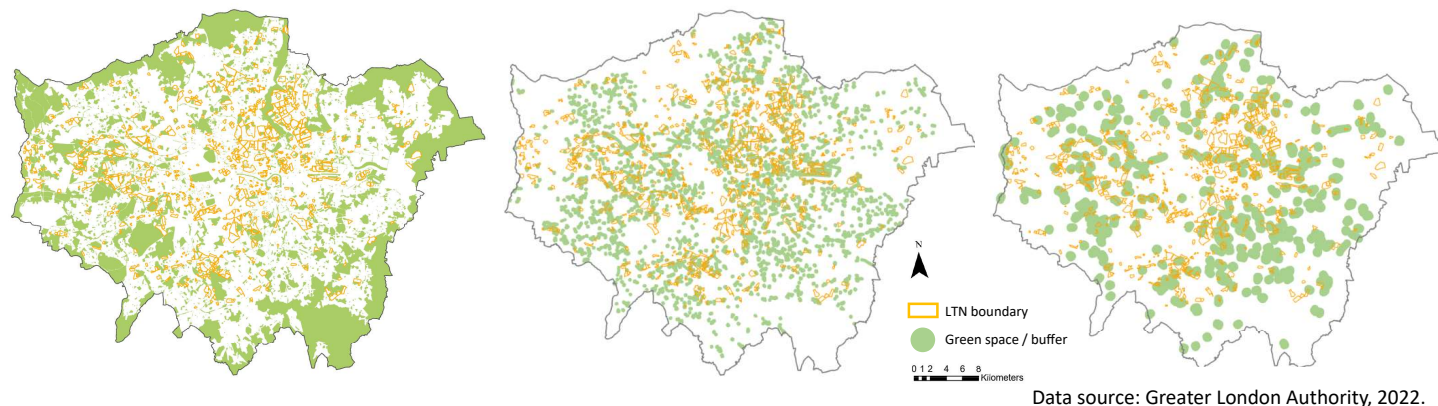 N
LTN boundary
Green space / buffer
0 1 2 4 6 8
Kilometers
Data source: Greater London Authority, 2022.